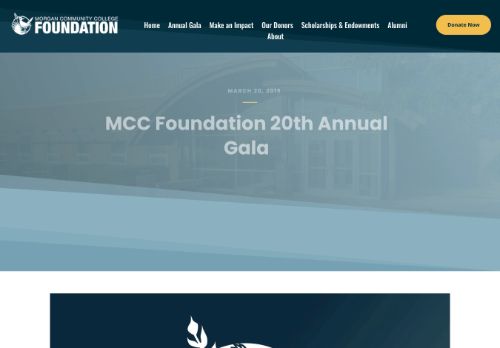 MORGAN COMMUNITY COLLEGE
FOUNDATION
Home Annual Gala Make an Impact Our Donors Scholarships & Endowments Alumni
About
Donate Now
MARCH 20, 2019
MCC Foundation 20th Annual
Gala